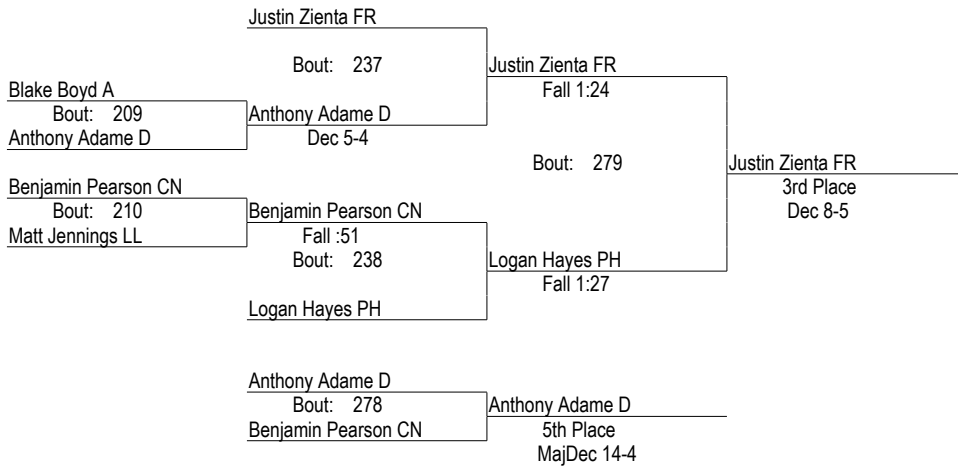 Justin Zienta FR
Bout: 237
Justin Zienta FR
Fall 1:24
Blake Boyd A
Bout: 209
Anthony Adame D
Anthony Adame D
Dec 5-4
Bout: 279
Justin Zienta FR
3rd Place
Dec 8-5
Benjamin Pearson CN
Bout: 210
Matt Jennings LL
Benjamin Pearson CN
Fall :51
Bout: 238
Logan Hayes PH
Fall 1:27
Logan Hayes PH
Anthony Adame D
Bout: 278
Benjamin Pearson CN
Anthony Adame D
5th Place
MajDec 14-4